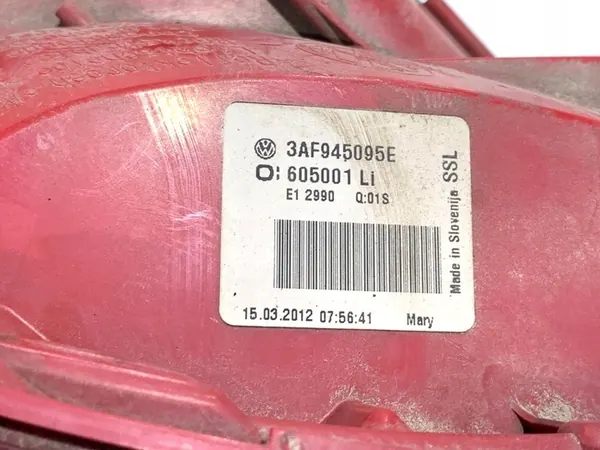 3AF945095E
605001 Li
E1 2990 Q:01S
15.03.2012 07:56:41 Mary
Made in Slovenija SSL